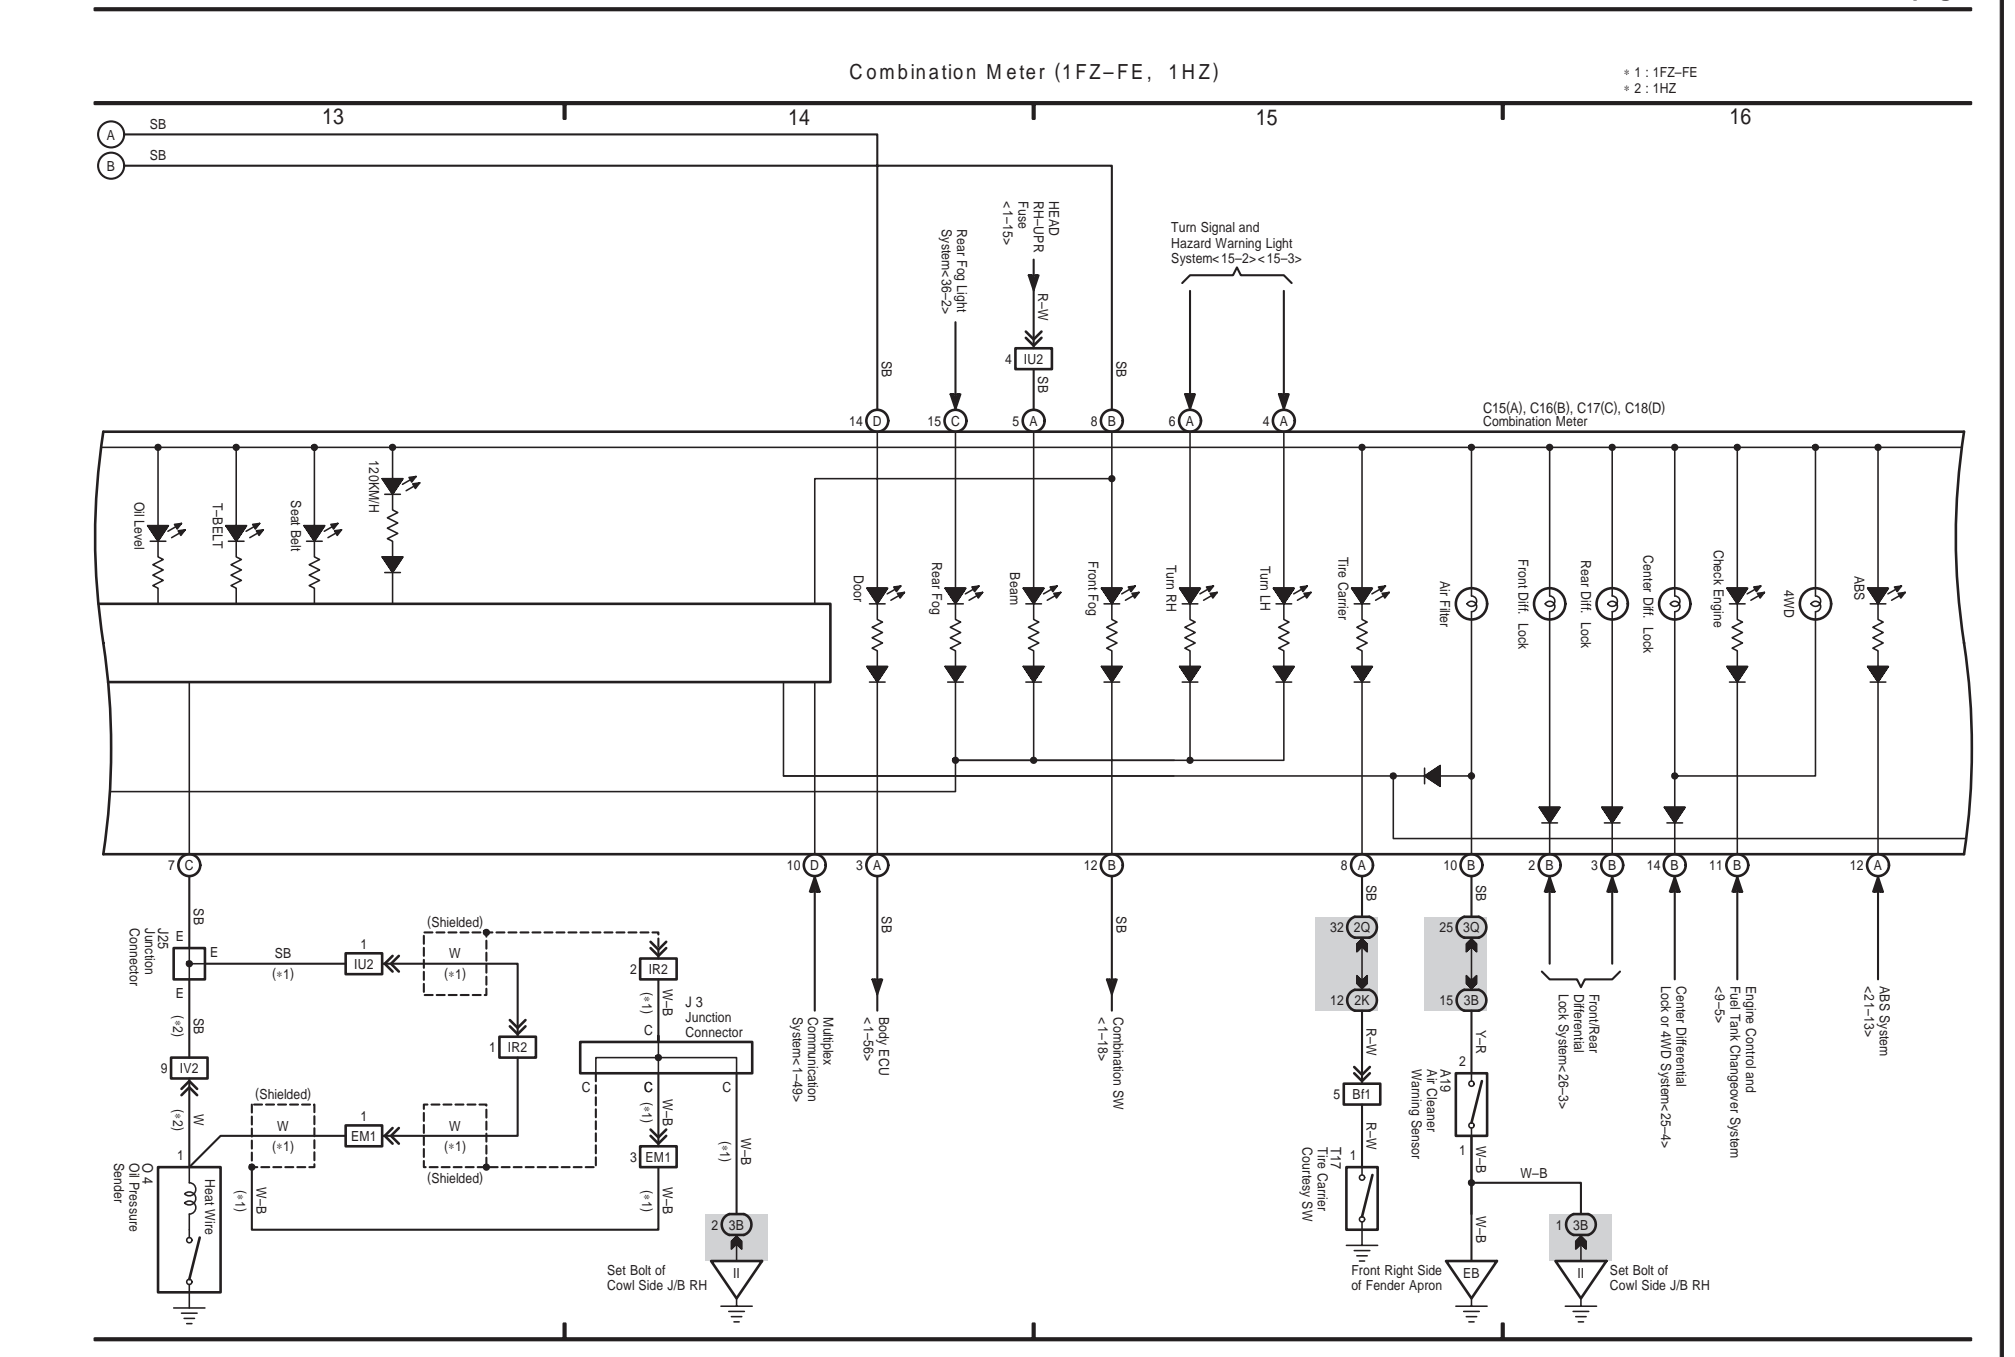 Combination Meter (1FZ–FE, 1HZ)
∗ 1 : 1FZ–FE
∗ 2 : 1HZ
13
14
15
16
A
SB
B
SB
HEAD
RH–UPR
Fuse
<1–15>
Rear Fog Light
System<36–2>
Turn Signal and
Hazard Warning Light
System<15–2><15–3>
R–W
4 IU2
SB
SB
SB
C15(A), C16(B), C17(C), C18(D)
Combination Meter
14 D
15 C
5 A
8 B
6 A
4 A
Oil Level
T–BELT
Seat Belt
120KM/H
Door
Rear Fog
Beam
Front Fog
Turn RH
Turn LH
Tire Carrier
Air Filter
Front Diff. Lock
Rear Diff. Lock
Center Diff. Lock
Check Engine
4WD
ABS
7 C
10 D
3 A
12 B
8 A
10 B
2 B
3 B
14 B
11 B
12 A
SB
J25
Junction
Connector
E
E
E
SB
(∗1)
1
IU2
(Shielded)
W
(∗1)
2 IR2
W–B
(∗1)
J 3
Junction
Connector
C
C
C
C
1 IR2
SB
(∗2)
9 IV2
W
(∗2)
(Shielded)
W
(∗1)
1
EM1
W
(∗1)
(Shielded)
W–B
(∗1)
3 EM1
W–B
(∗1)
W–B
(∗1)
W–B
(∗1)
1
O 4
Oil Pressure
Sender
Heat Wire
2 3B
II
Set Bolt of
Cowl Side J/B RH
Multiplex
Communication
System<1–49>
SB
Body ECU
<1–56>
SB
Combination SW
<1–18>
SB
32 2Q
12 2K
R–W
5 Bf1
R–W
1
T17
Tire Carrier
Courtesy SW
SB
25 3Q
15 3B
Y–R
2
A19
Air Cleaner
Warning Sensor
1
W–B
W–B
W–B
EB
Front Right Side
of Fender Apron
1 3B
II
Set Bolt of
Cowl Side J/B RH
Front/Rear
Differential
Lock System<26–3>
Center Differential
Lock or 4WD System<25–4>
Engine Control and
Fuel Tank Changeover System
<9–5>
ABS System
<21–13>